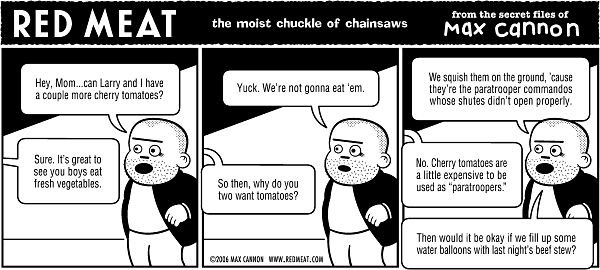 RED MEAT
the moist chuckle of chainsaws
from the secret files of
Max cannon
Hey, Mom...can Larry and I have
a couple more cherry tomatoes?
Sure. It's great to
see you boys eat
fresh vegetables.
Yuck. We're not gonna eat 'em.
So then, why do you
two want tomatoes?
©2006 MAX CANNON WWW.REDMEAT.COM
We squish them on the ground, 'cause
they're the paratrooper commandos
whose shutes didn't open properly.
No. Cherry tomatoes are
a little expensive to be
used as "paratroopers."
Then would it be okay if we fill up some
water balloons with last night's beef stew?